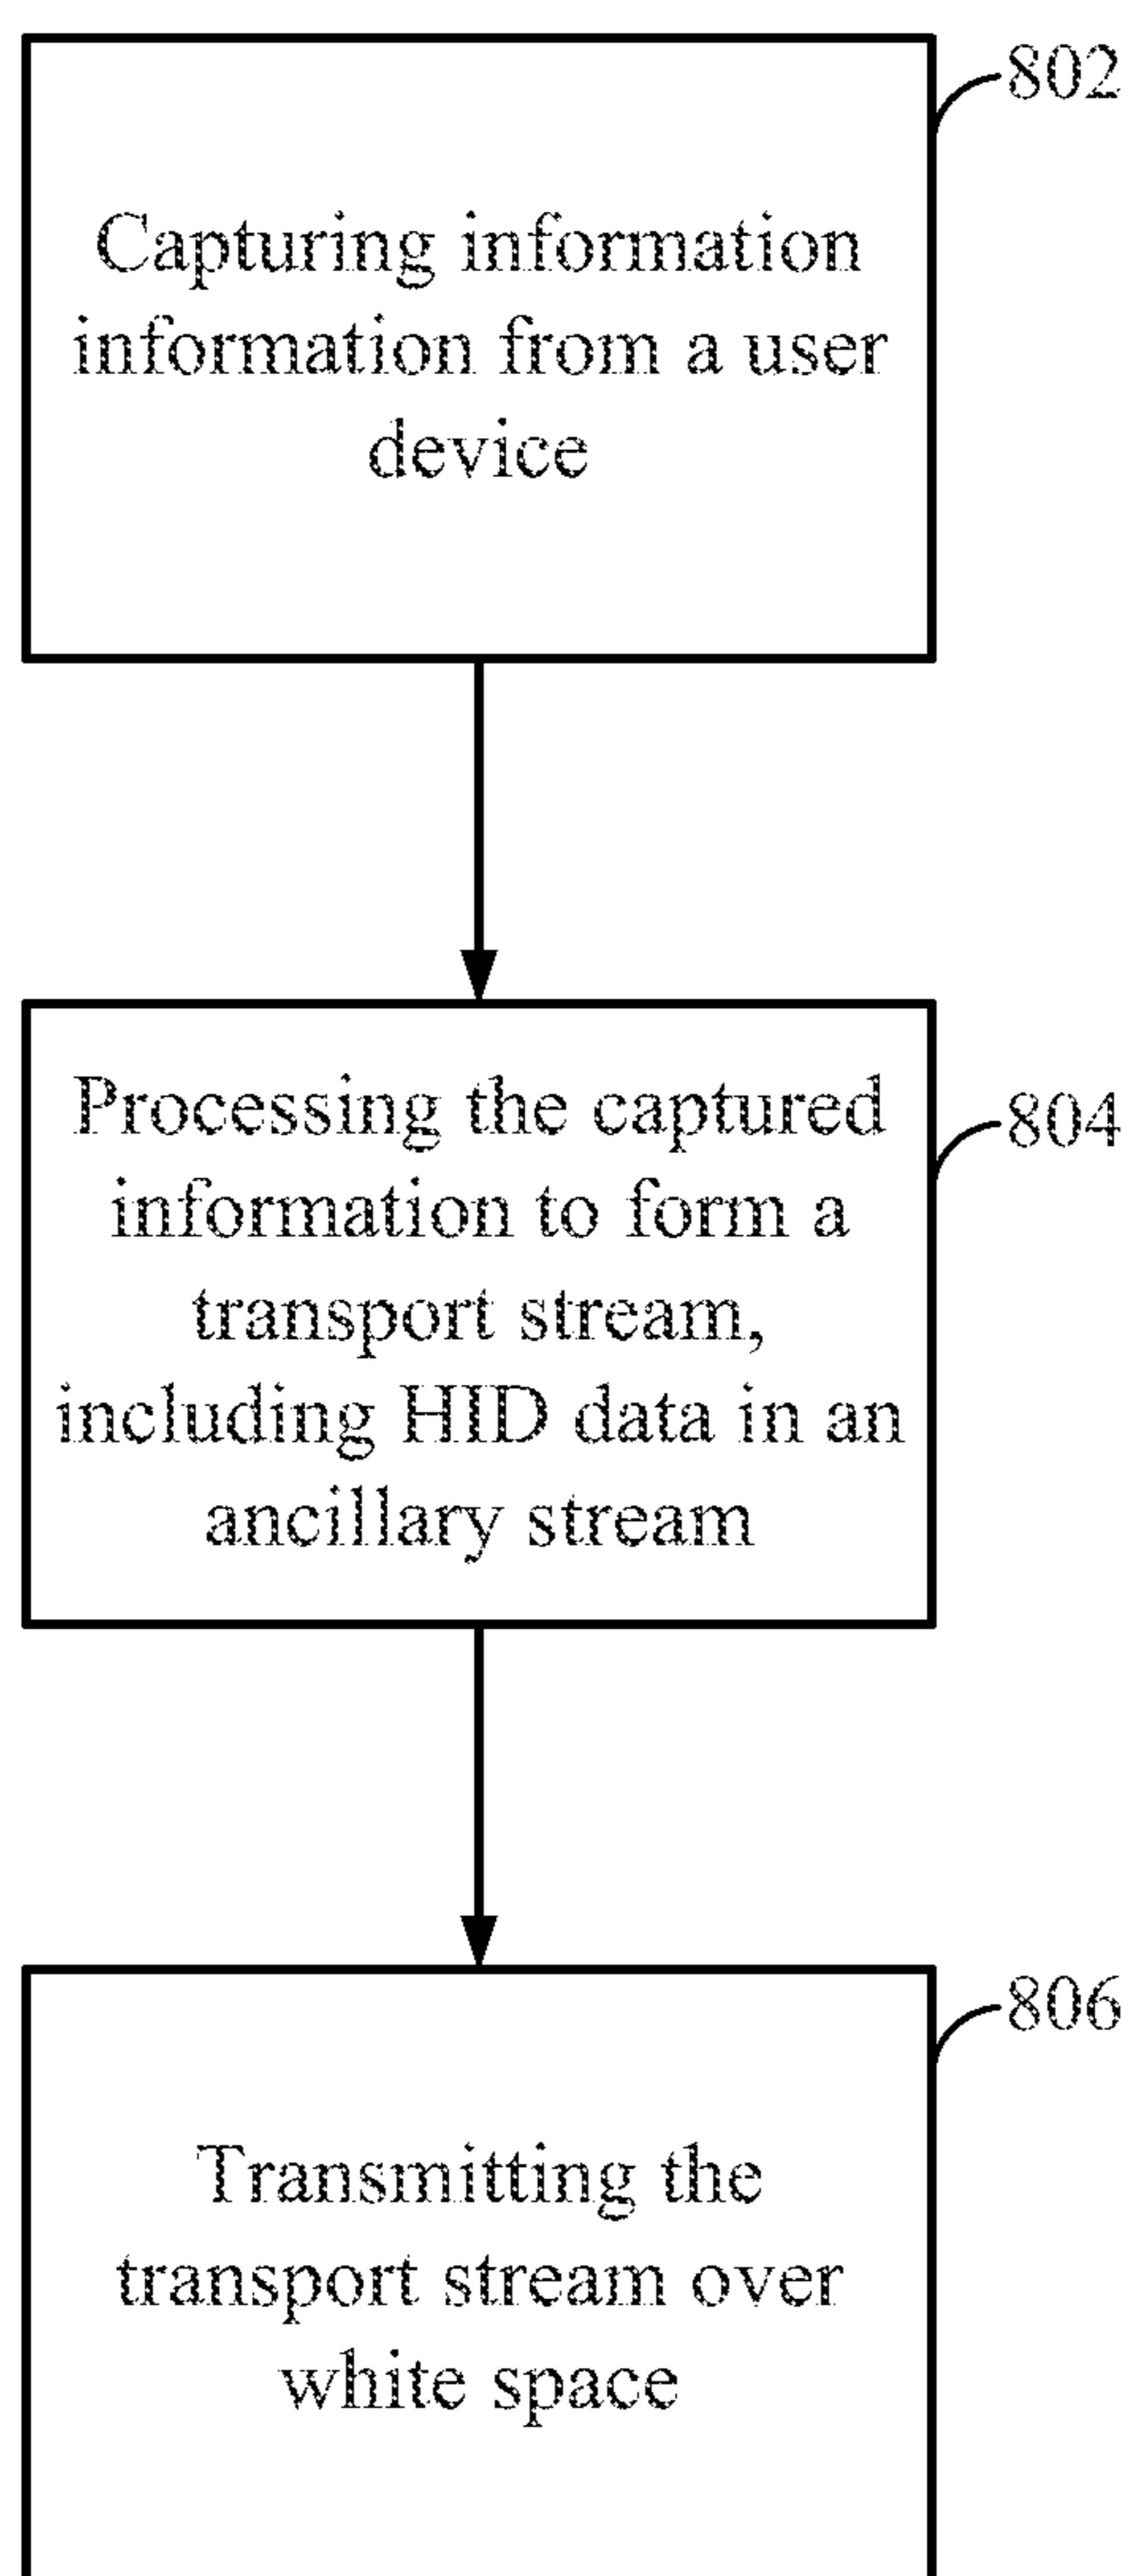 802
Capturing information
information from a user
device
804
Processing the captured
information to form a
transport stream,
including HID data in an
ancillary stream
806
Transmitting the
transport stream over
white space